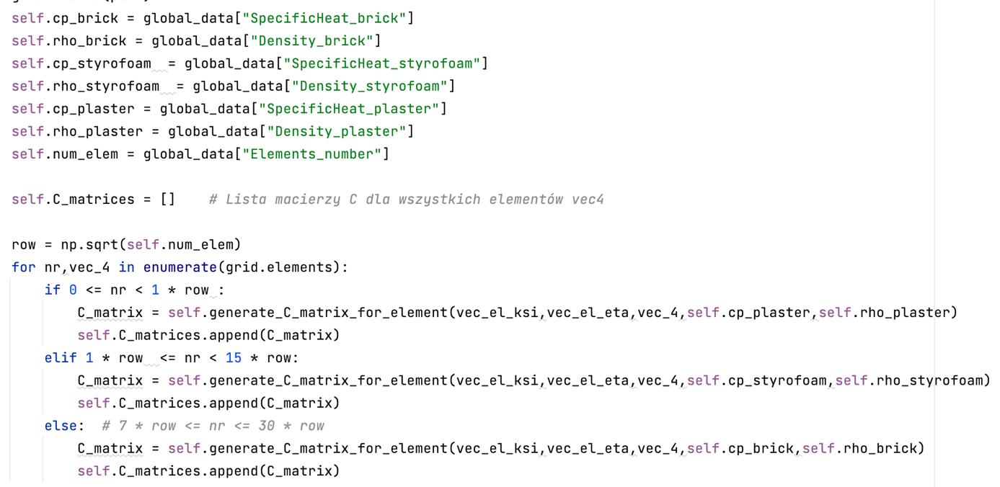 self.cp_brick = global_data["SpecificHeat_brick"]
self.rho_brick = global_data["Density_brick"]
self.cp_styrofoam  = global_data["SpecificHeat_styrofoam"]
self.rho_styrofoam  = global_data["Density_styrofoam"]
self.cp_plaster = global_data["SpecificHeat_plaster"]
self.rho_plaster = global_data["Density_plaster"]
self.num_elem = global_data["Elements_number"]

self.C_matrices = []    # Lista macierzy C dla wszystkich elementów vec4

row = np.sqrt(self.num_elem)
for nr,vec_4 in enumerate(grid.elements):
    if 0 <= nr < 1 * row :
        C_matrix = self.generate_C_matrix_for_element(vec_el_ksi,vec_el_eta,vec_4,self.cp_plaster,self.rho_plaster)
        self.C_matrices.append(C_matrix)
    elif 1 * row  <= nr < 15 * row:
        C_matrix = self.generate_C_matrix_for_element(vec_el_ksi,vec_el_eta,vec_4,self.cp_styrofoam,self.rho_styrofoam)
        self.C_matrices.append(C_matrix)
    else:  # 7 * row <= nr <= 30 * row
        C_matrix = self.generate_C_matrix_for_element(vec_el_ksi,vec_el_eta,vec_4,self.cp_brick,self.rho_brick)
        self.C_matrices.append(C_matrix)